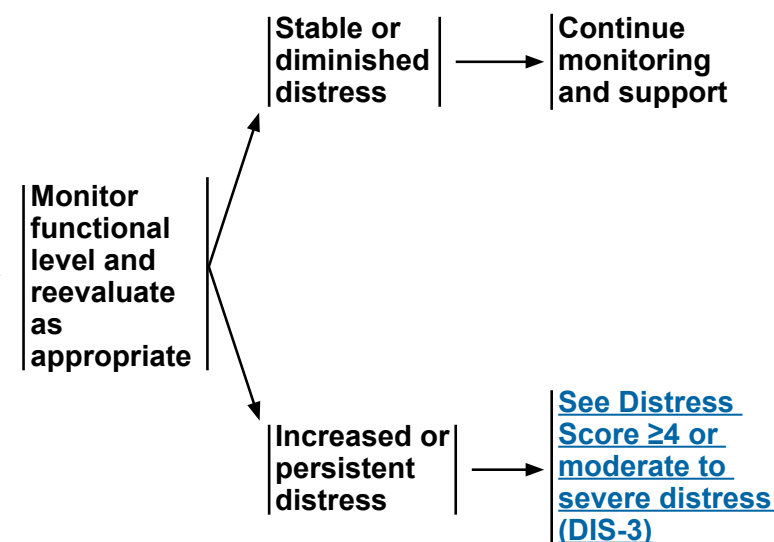 Stable or
diminished
distress
Continue
monitoring
and support
Monitor
functional
level and
reevaluate
as
appropriate
Increased or
persistent
distress
See Distress
Score ≥4 or
moderate to
severe distress
(DIS-3)